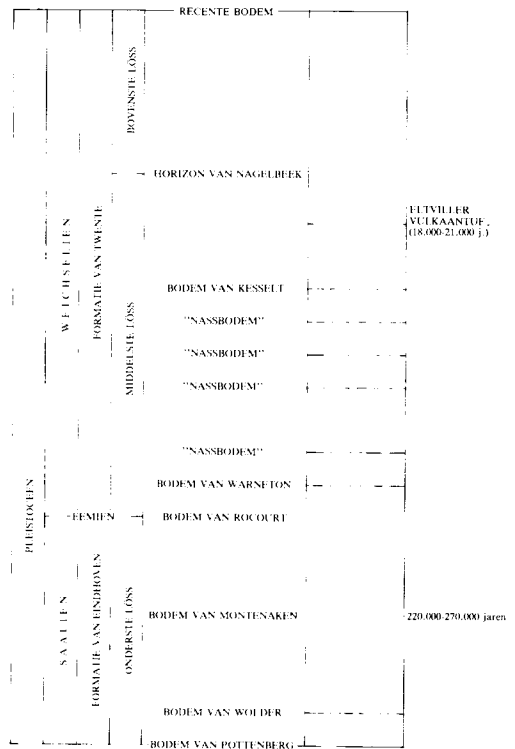 RECENTE BODEM
BOVENSTE LÖSS
HORIZON VAN NAGELBEEK
ELTVILLER
VULKAANTUF
(18.000-21.000 j.)
WEICHSELIEN
FORMATIE VAN TWENTE
MIDDELSTE LÖSS
BODEM VAN KESSELT
"NASSBODEM"
"NASSBODEM"
"NASSBODEM"
"NASSBODEM"
BODEM VAN WARNETON
PLEISTOCEEN
EEMIEN
BODEM VAN ROCOURT
SAALIEN
FORMATIE VAN EINDHOVEN
ONDERSTE LÖSS
BODEM VAN MONTENAKEN
220.000-270.000 jaren
BODEM VAN WOLDER
BODEM VAN POTTENBERG